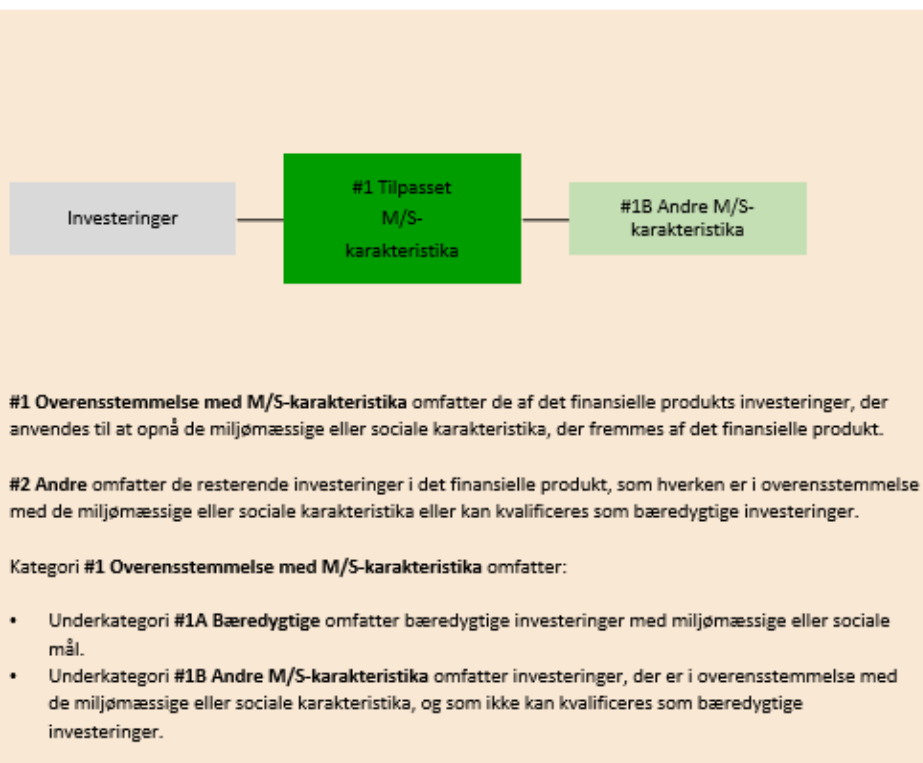 Investeringer
#1 Tilpasset
M/S-
karakteristika
#1B Andre M/S-
karakteristika
#1 Overensstemmelse med M/S-karakteristika omfatter de af det finansielle produkts investeringer, der
anvendes til at opnå de miljømæssige eller sociale karakteristika, der fremmes af det finansielle produkt.
#2 Andre omfatter de resterende investeringer i det finansielle produkt, som hverken er i overensstemmelse
med de miljømæssige eller sociale karakteristika eller kan kvalificeres som bæredygtige investeringer.
Kategori #1 Overensstemmelse med M/S-karakteristika omfatter:
• Underkategori #1A Bæredygtige omfatter bæredygtige investeringer med miljømæssige eller sociale
mål.
• Underkategori #1B Andre M/S-karakteristika omfatter investeringer, der er i overensstemmelse med
de miljømæssige eller sociale karakteristika, og som ikke kan kvalificeres som bæredygtige
investeringer.